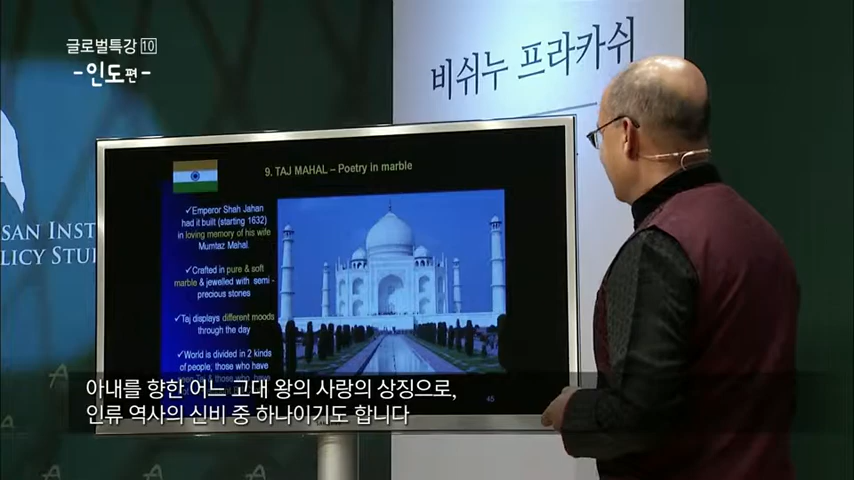 글로벌특강 10
-인도편-
비쉬누 프라카쉬
SAN INST
LICY STU
9. TAJ MAHAL – Poetry in marble
✓Emperor Shah Jahan
had it built (starting 1632)
in loving memory of his wife
Mumtaz Mahal.
✓Crafted in pure & soft
marble & jewelled with semi -
precious stones
✓Taj displays different moods
through the day
✓World is divided in 2 kinds
of people, those who have
45
아내를 향한 어느 고대 왕의 사랑의 상징으로,
인류 역사의 신비 중 하나이기도 합니다